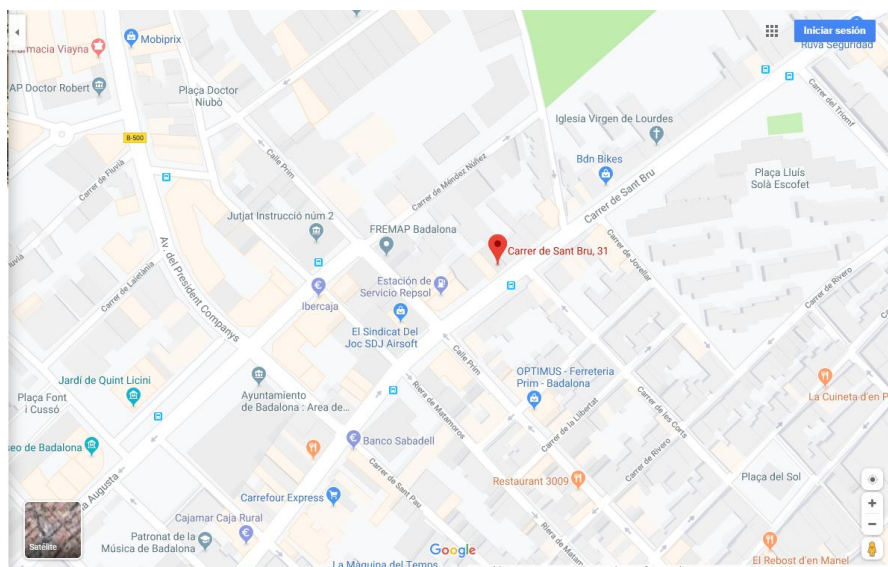 Mobiprix
Iniciar sesión
Ruva Seguridad
Farmacia Viayna
AP Doctor Robert
Plaça Doctor
Niubò
Carrer del Triomf
Iglesia Virgen de Lourdes
B-500
Calle Prim
Bdn Bikes
Carrer de Fluvià
Carrer de Méndez Núñez
Plaça Lluís
Solà Escofet
Carrer de Sant Bru
Jutjat Instrucció núm 2
FREMAP Badalona
Av. del President Companys
Carrer de Sant Bru, 31
Carrer de Jovellar
Carrer de Laietània
Estación de
Servicio Repsol
Carrer de Rivero
Ibercaja
El Sindicat Del
Joc SDJ Airsoft
Calle Prim
OPTIMUS - Ferreteria
Prim - Badalona
Jardí de Quint Licini
Plaça Font
i Cussó
Ayuntamiento
de Badalona : Area de...
Riera de Matamoros
La Cuineta d'en P
Carrer de la Llibertat
Carrer de les Corts
Banco Sabadell
Carrer de Rivero
seo de Badalona
Carrer de Sant Pau
Restaurant 3009
Plaça del Sol
Augusta
Carrefour Express
Cajamar Caja Rural
Satélite
Patronat de la
Música de Badalona
Google
Riera de Matam
La Màquina del Temps
El Rebost d'en Manel